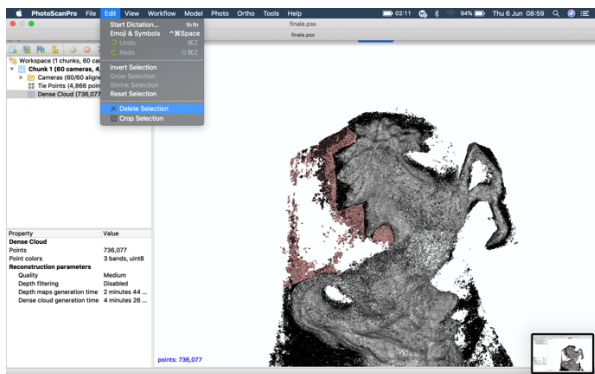 PhotoScanPro File Edit View Workflow Model Photo Ortho Tools Help 02:11 94% Thu 6 Jun 08:59
finale.psx
finale.psx
Start Dictation... fn fn
Emoji & Symbols ^⌘Space
Undo ⌘Z
Redo ⇧⌘Z
Invert Selection
Grow Selection
Shrink Selection
Reset Selection
Delete Selection
Crop Selection
Workspace (1 chunks, 60 ca
Chunk 1 (60 cameras, 4,
Cameras (60/60 aligne
Tie Points (4,866 poin
Dense Cloud (736,077
Property Value
Dense Cloud
Points 736,077
Point colors 3 bands, uint8
Reconstruction parameters
Quality Medium
Depth filtering Disabled
Depth maps generation time 2 minutes 44 ...
Dense cloud generation time 4 minutes 26 ...
points: 736,077